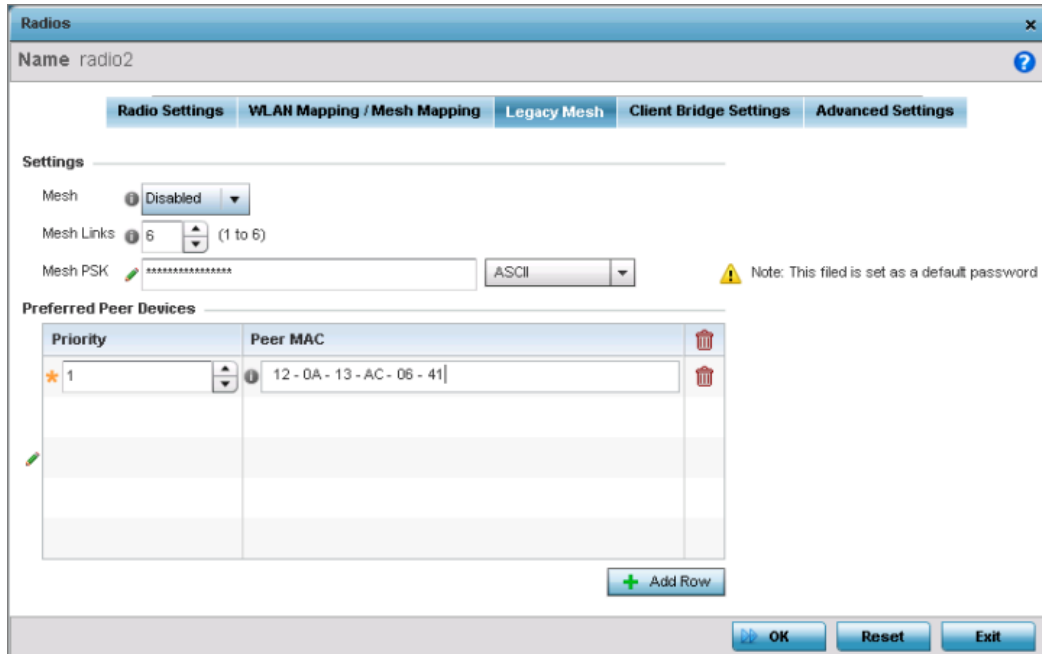 Radios
Name radio2
Radio Settings WLAN Mapping / Mesh Mapping Legacy Mesh Client Bridge Settings Advanced Settings
Settings
Mesh Disabled
Mesh Links 6 (1 to 6)
Mesh PSK **************** ASCII Note: This filed is set as a default password
Preferred Peer Devices
Priority Peer MAC
* 1 12 - 0A - 13 - AC - 06 - 41
Add Row
OK Reset Exit